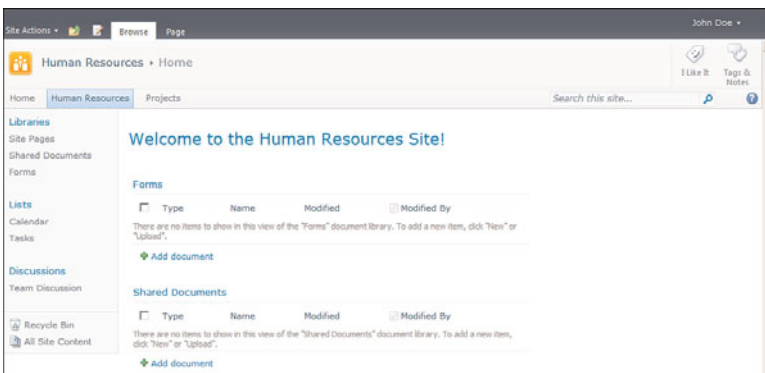 Site Actions
Browse
Page
John Doe
Human Resources ▸ Home
I Like It
Tags & Notes
Home
Human Resources
Projects
Search this site...
Libraries
Site Pages
Shared Documents
Forms
Lists
Calendar
Tasks
Discussions
Team Discussion
Recycle Bin
All Site Content
Welcome to the Human Resources Site!
Forms
Type Name Modified Modified By
There are no items to show in this view of the "Forms" document library. To add a new item, click "New" or
"Upload".
Add document
Shared Documents
Type Name Modified Modified By
There are no items to show in this view of the "Shared Documents" document library. To add a new item,
click "New" or "Upload".
Add document